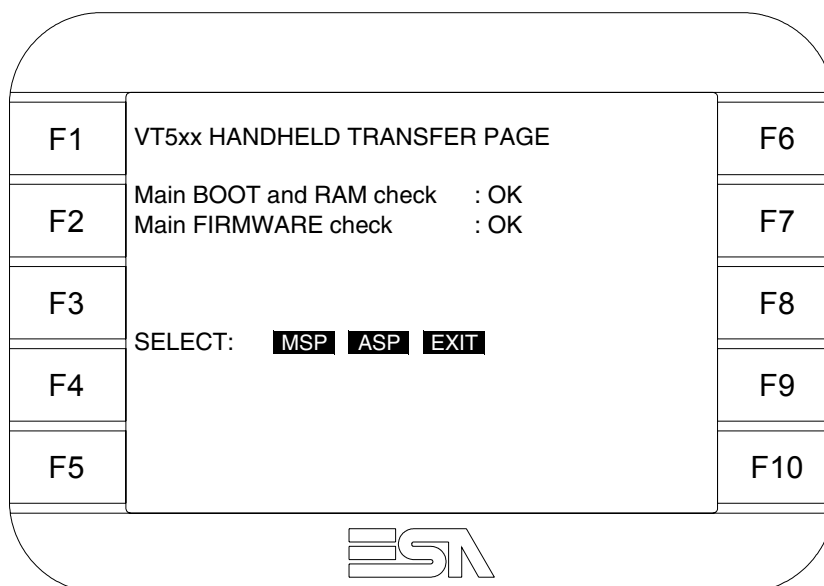 F1
F2
F3
F4
F5
VT5xx HANDHELD TRANSFER PAGE
Main BOOT and RAM check : OK
Main FIRMWARE check : OK
SELECT: MSP ASP EXIT
F6
F7
F8
F9
F10
ESA